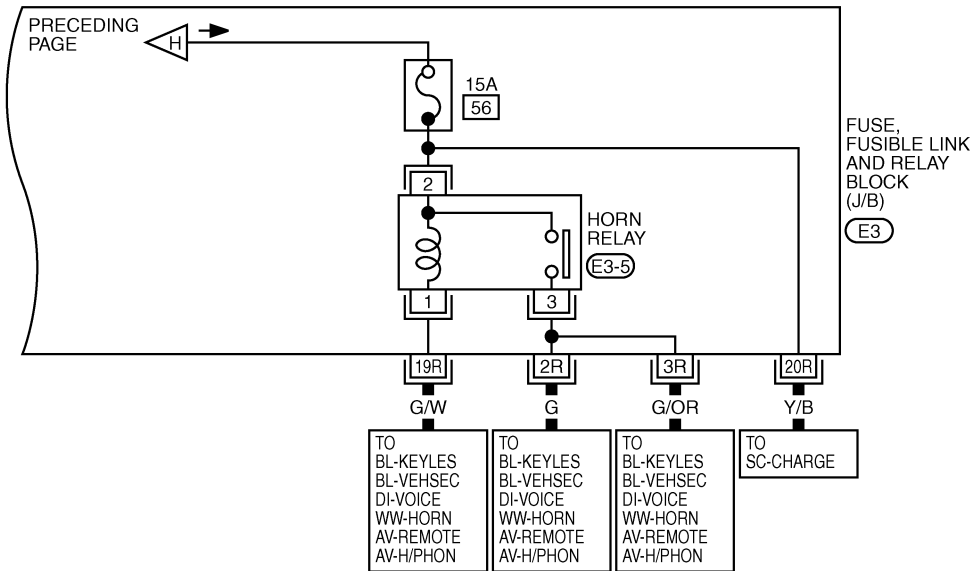 PRECEDING
PAGE
H
15A
56
FUSE,
FUSIBLE LINK
AND RELAY
BLOCK
(J/B)
E3
2
HORN
RELAY
E3-5
1
3
19R
2R
3R
20R
G/W
G
G/OR
Y/B
TO
BL-KEYLES
BL-VEHSEC
DI-VOICE
WW-HORN
AV-REMOTE
AV-H/PHON
TO
BL-KEYLES
BL-VEHSEC
DI-VOICE
WW-HORN
AV-REMOTE
AV-H/PHON
TO
BL-KEYLES
BL-VEHSEC
DI-VOICE
WW-HORN
AV-REMOTE
AV-H/PHON
TO
SC-CHARGE